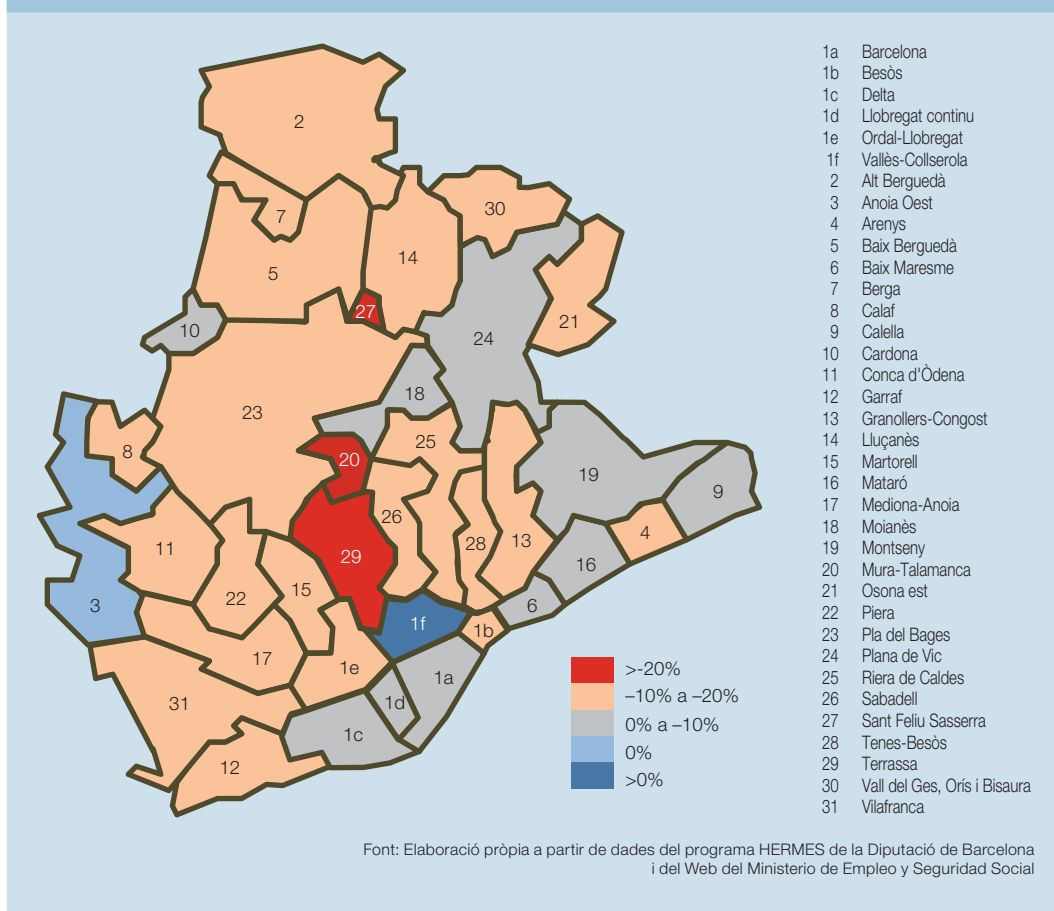 1a Barcelona
1b Besòs
1c Delta
1d Llobregat continu
1e Ordal-Llobregat
1f Vallès-Collserola
2 Alt Berguedà
3 Anoia Oest
4 Arenys
5 Baix Berguedà
6 Baix Maresme
7 Berga
8 Calaf
9 Calella
10 Cardona
11 Conca d'Òdena
12 Garraf
13 Granollers-Congost
14 Lluçanès
15 Martorell
16 Mataró
17 Mediona-Anoia
18 Moianès
19 Montseny
20 Mura-Talamanca
21 Osona est
22 Piera
23 Pla del Bages
24 Plana de Vic
25 Riera de Caldes
26 Sabadell
27 Sant Feliu Sasserra
28 Tenes-Besòs
29 Terrassa
30 Vall del Ges, Orís i Bisaura
31 Vilafranca
2
30
7
14
5
21
27
10
24
18
23
25
8
20
19
9
26
4
11
28
13
29
16
15
22
3
6
1f
1b
17
1e
1a
31
1d
1c
12
>-20%
–10% a –20%
0% a –10%
0%
>0%
Font: Elaboració pròpia a partir de dades del programa HERMES de la Diputació de Barcelona
i del Web del Ministerio de Empleo y Seguridad Social